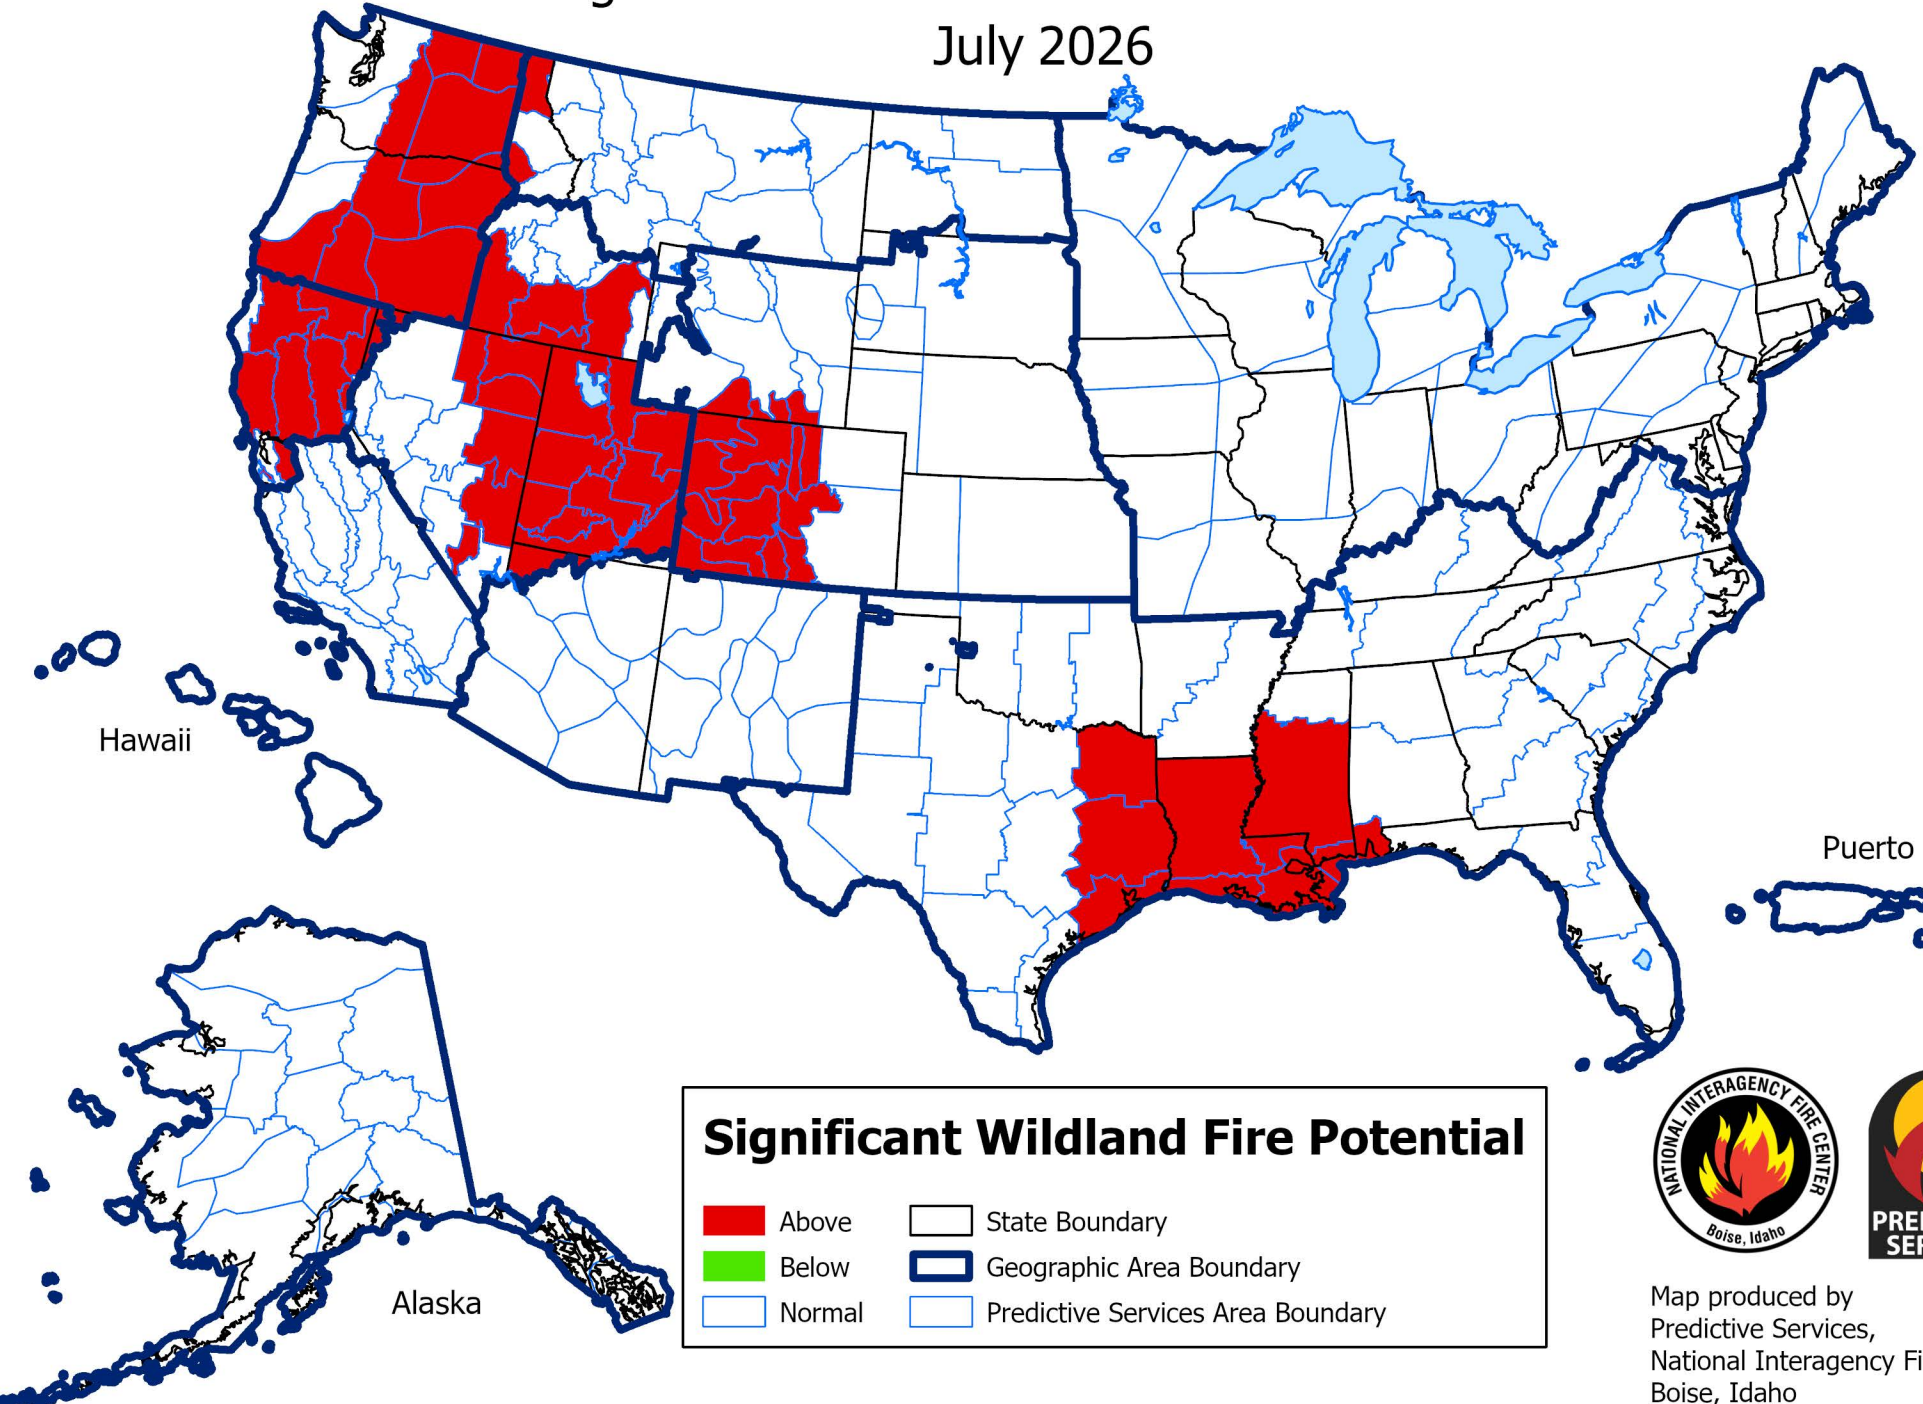 July 2026
Hawaii
Puerto
Alaska
Significant Wildland Fire Potential
Above
State Boundary
Below
Geographic Area Boundary
Normal
Predictive Services Area Boundary
NATIONAL INTERAGENCY FIRE CENTER
Boise, Idaho
Map produced by
Predictive Services,
National Interagency
Boise, Idaho